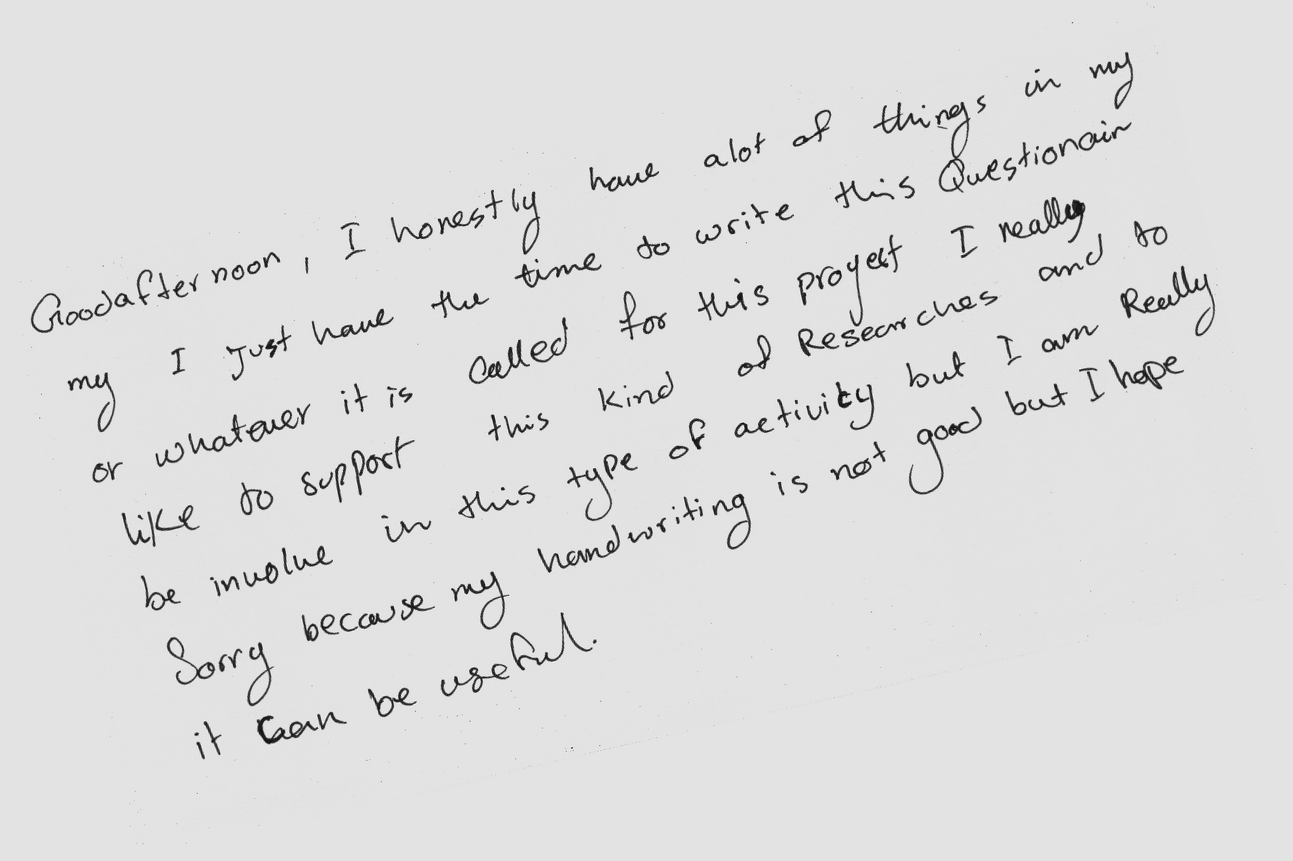 Goodafternoon, I honestly have alot of things in my
my I just have the time to write this Questionair
or whatever it is called for this proyect I really
like to support this kind of Researches and to
be involve in this type of activity but I am Really
Sorry because my handwriting is not good but I hope
it can be useful.